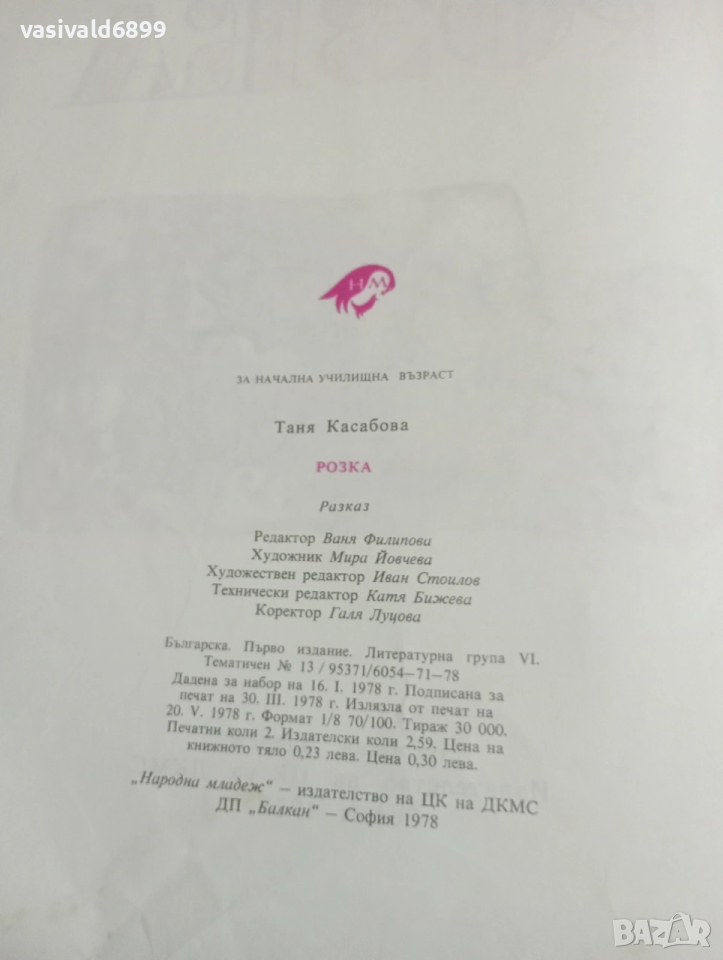 vasivald6899
НМ
ЗА НАЧАЛНА УЧИЛИЩНА ВЪЗРАСТ
Таня Касабова
РОЗКА
Разказ
Редактор Ваня Филипова
Художник Мира Йовчева
Художествен редактор Иван Стоилов
Технически редактор Катя Бижева
Коректор Галя Луцова
Българска. Първо издание. Литературна група VI.
Тематичен № 13 / 95371/6054—71—78
Дадена за набор на 16. I. 1978 г. Подписана за
печат на 30. III. 1978 г. Излязла от печат на
20. V. 1978 г. Формат 1/8 70/100. Тираж 30 000.
Печатни коли 2. Издателски коли 2,59. Цена на
книжното тяло 0,23 лева. Цена 0,30 лева.
„Народна младеж“ — издателство на ЦК на ДКМС
ДП „Балкан“ — София 1978
BAZAR